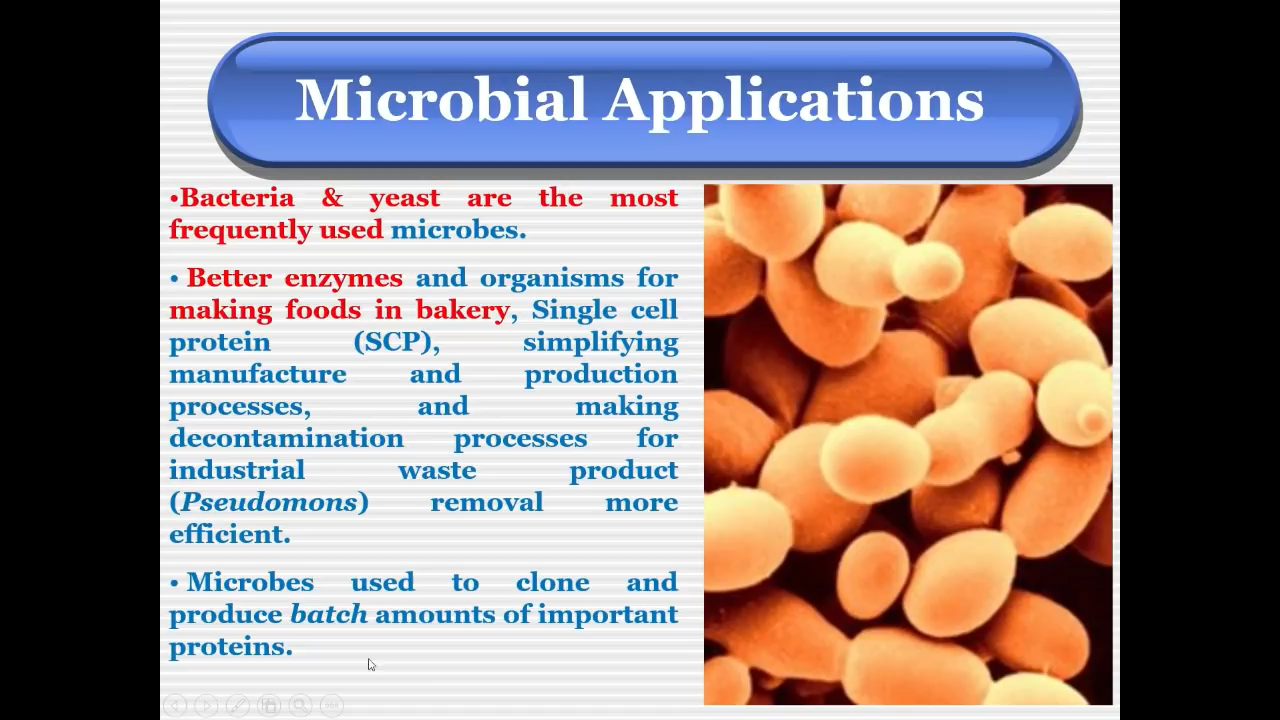 Microbial Applications
•Bacteria & yeast are the most
frequently used microbes.
• Better enzymes and organisms for
making foods in bakery, Single cell
protein (SCP), simplifying
manufacture and production
processes, and making
decontamination processes for
industrial waste product
(Pseudomons) removal more
efficient.
• Microbes used to clone and
produce batch amounts of important
proteins.